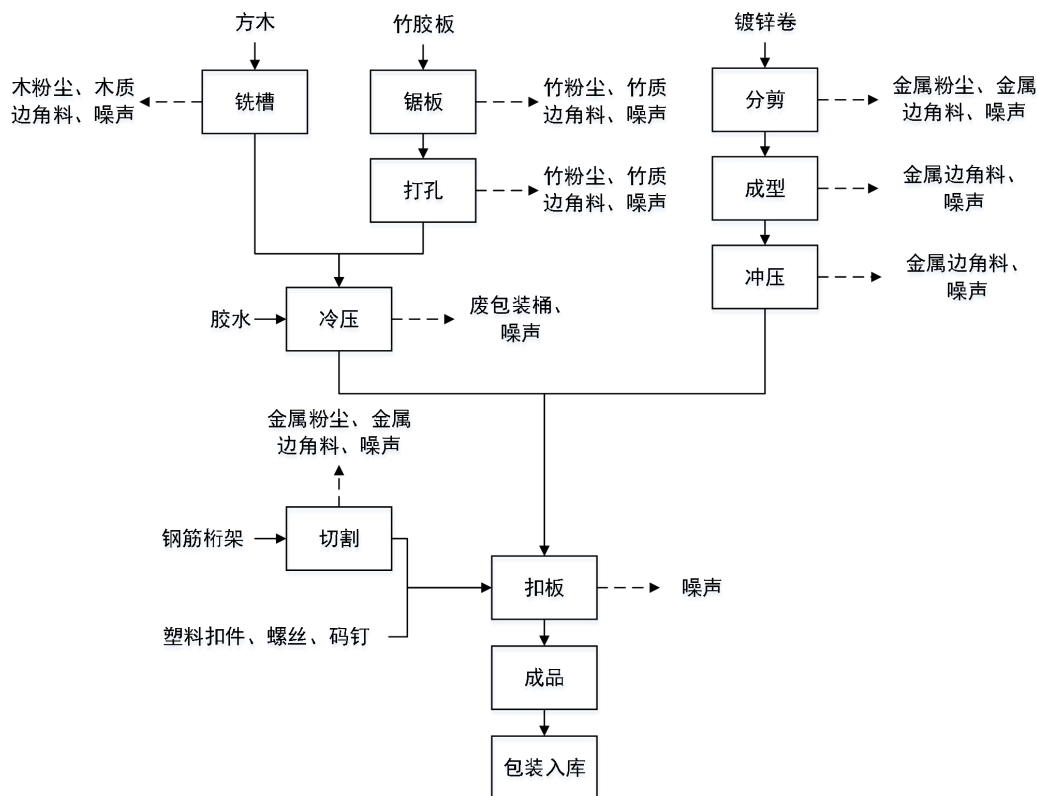 方木
竹胶板
镀锌卷
木粉尘、木质
边角料、噪声
铣槽
锯板
竹粉尘、竹质
边角料、噪声
分剪
金属粉尘、金属
边角料、噪声
打孔
竹粉尘、竹质
边角料、噪声
成型
金属边角料、
噪声
冲压
金属边角料、
噪声
胶水
冷压
废包装桶、
噪声
金属粉尘、金属
边角料、噪声
钢筋桁架
切割
扣板
噪声
塑料扣件、螺丝、码钉
成品
包装入库